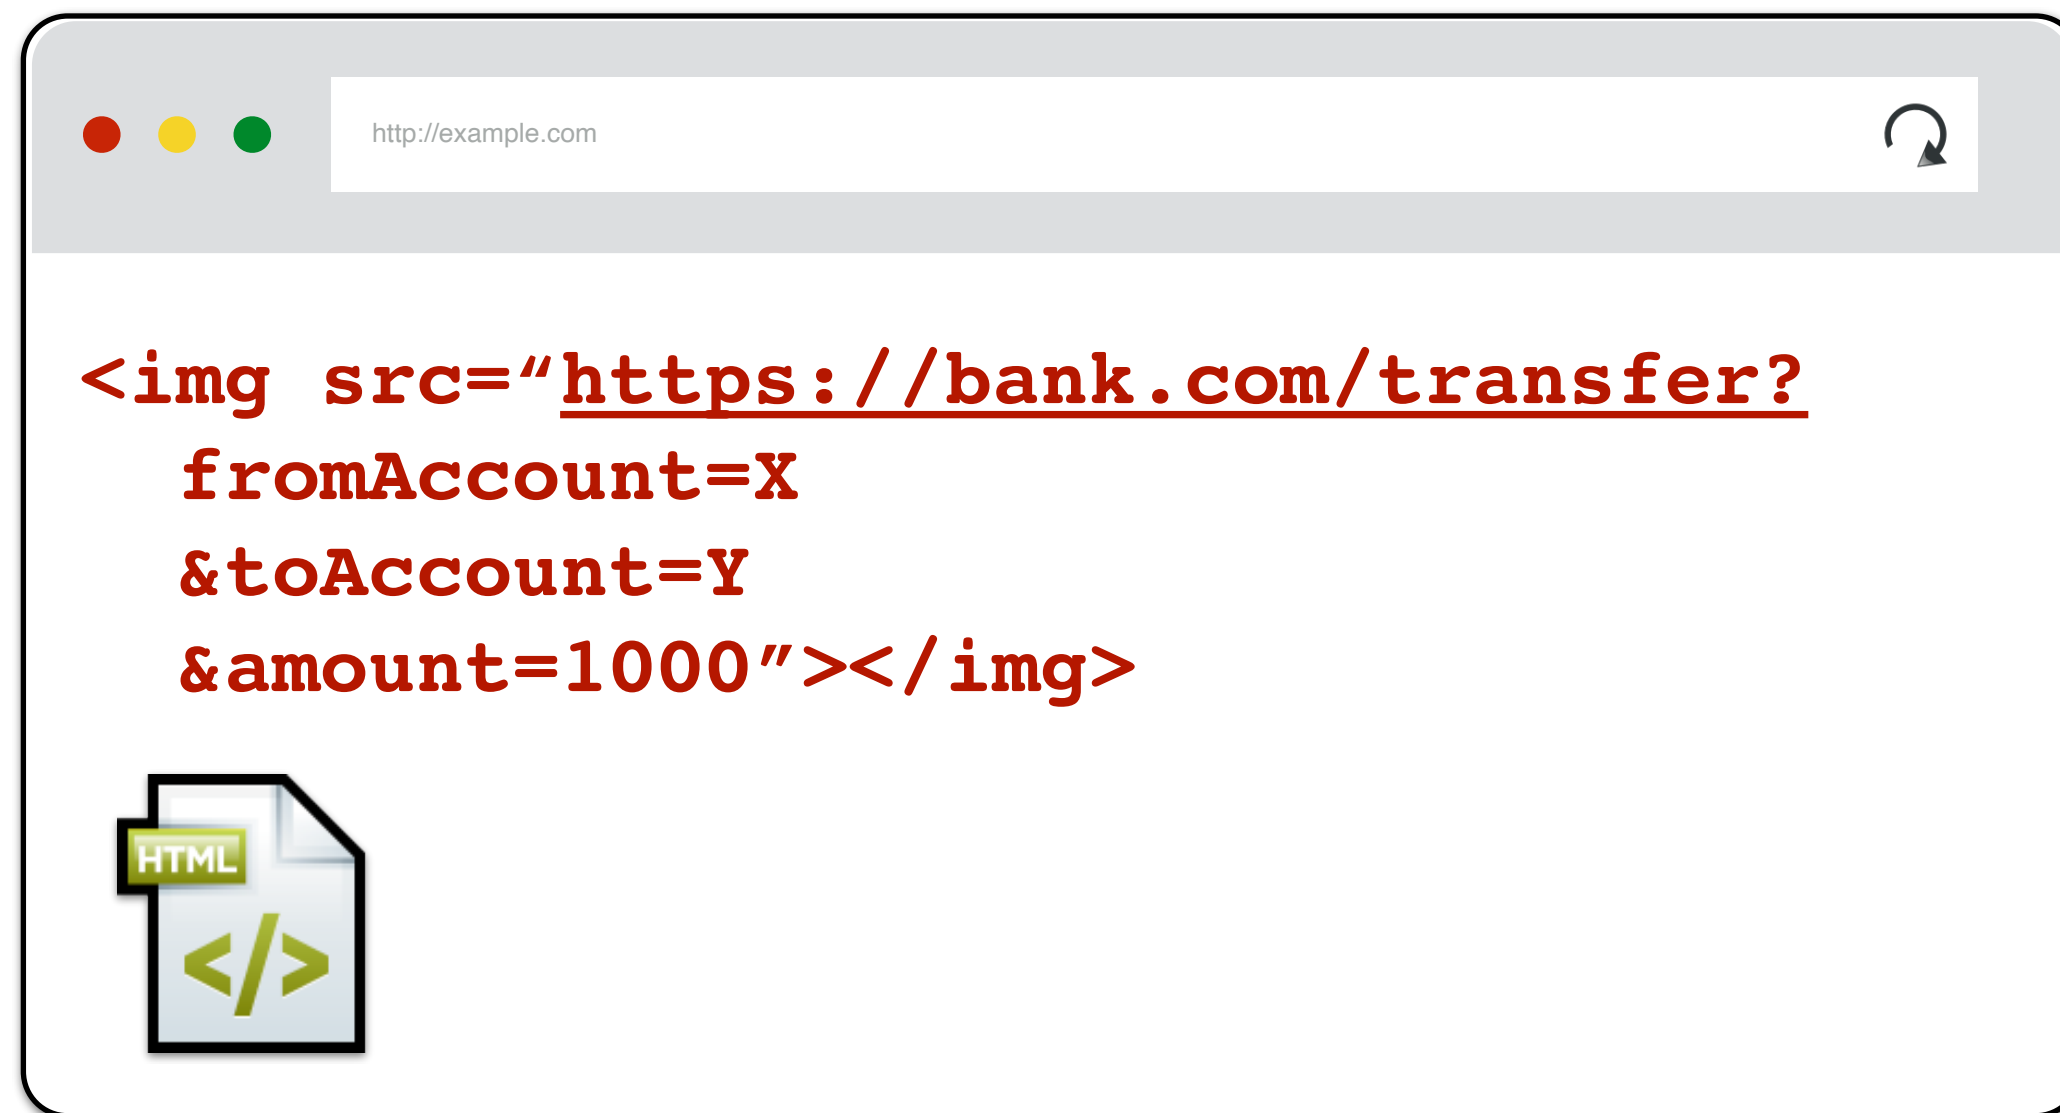 http://example.com
<img src=“https://bank.com/transfer?
fromAccount=X
&toAccount=Y
&amount=1000”></img>
HTML
</>